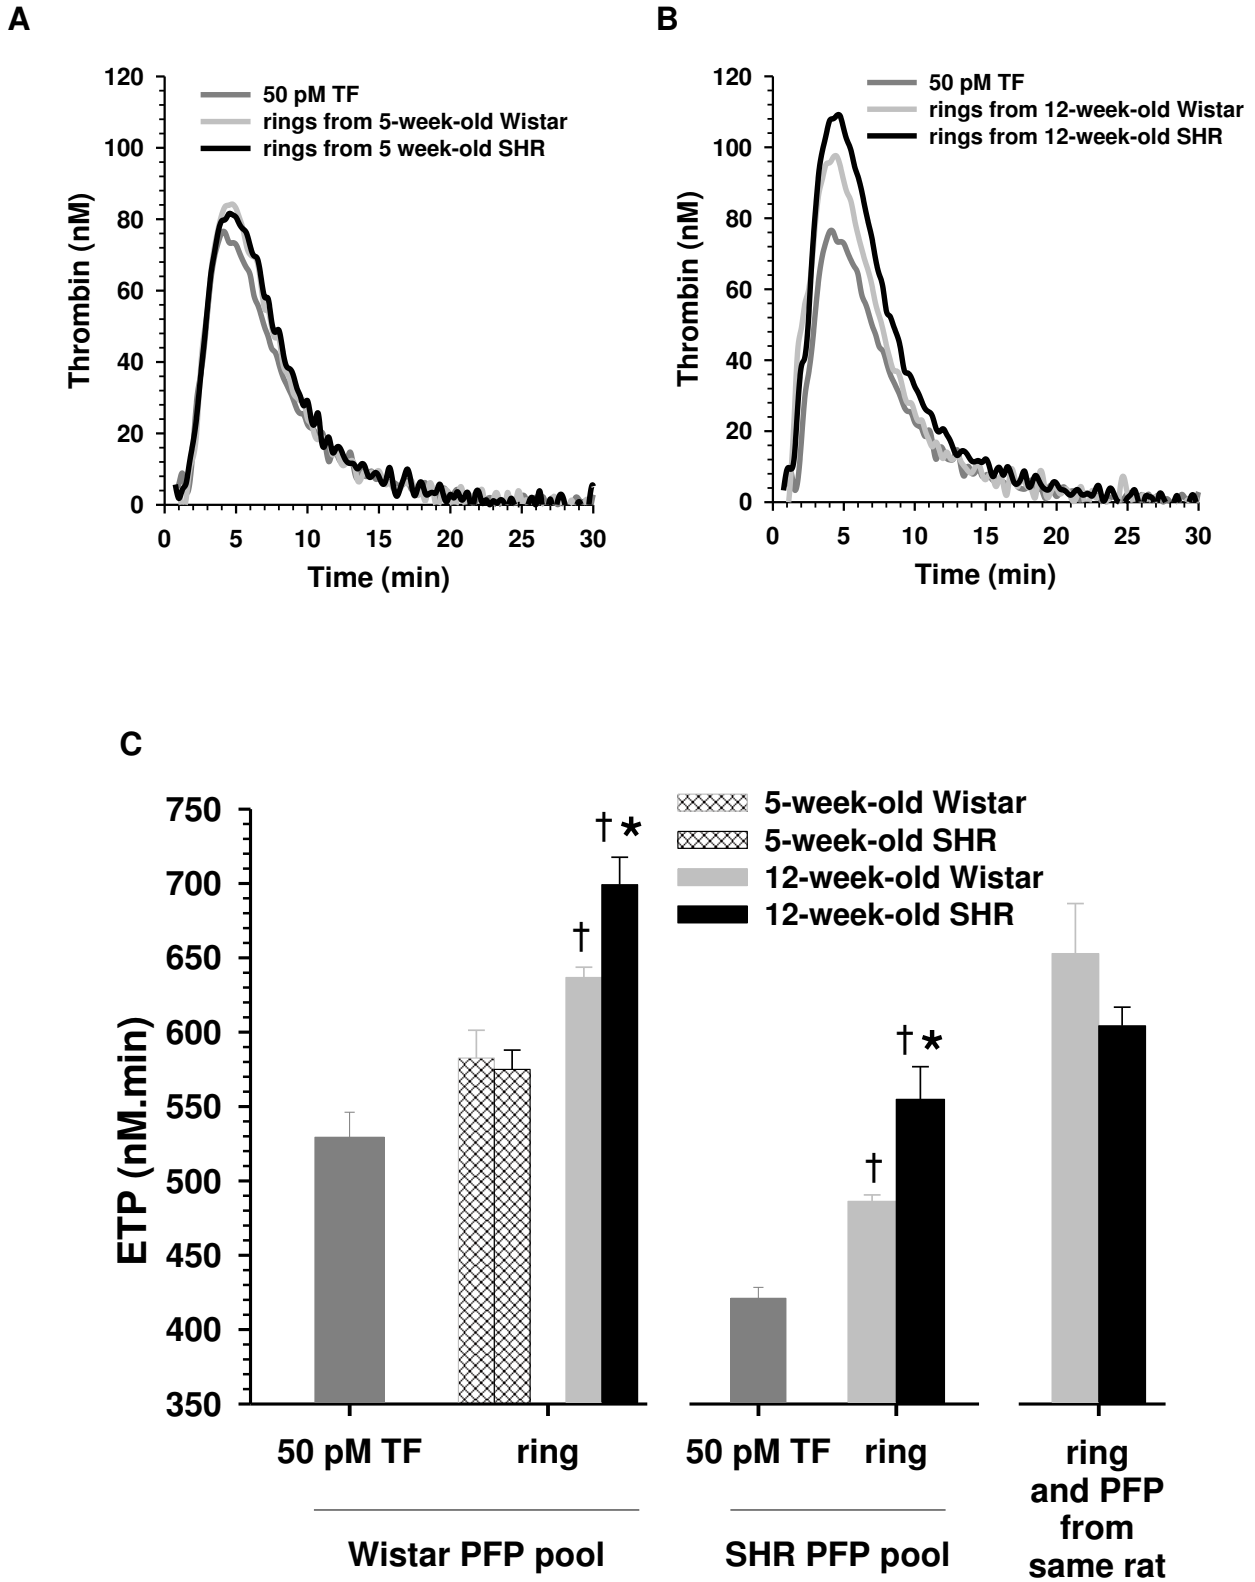 A
120
100
80
60
40
20
0
Thrombin (nM)
50 pM TF
rings from 5-week-old Wistar
rings from 5 week-old SHR
0 5 10 15 20 25 30
Time (min)
B
120
100
80
60
40
20
0
Thrombin (nM)
50 pM TF
rings from 12-week-old Wistar
rings from 12-week-old SHR
0 5 10 15 20 25 30
Time (min)
C
750
700
650
600
550
500
450
400
350
ETP (nM.min)
5-week-old Wistar
5-week-old SHR
12-week-old Wistar
12-week-old SHR
† *
†
† *
†
50 pM TF ring
Wistar PFP pool
50 pM TF ring
SHR PFP pool
ring
and PFP
from
same rat